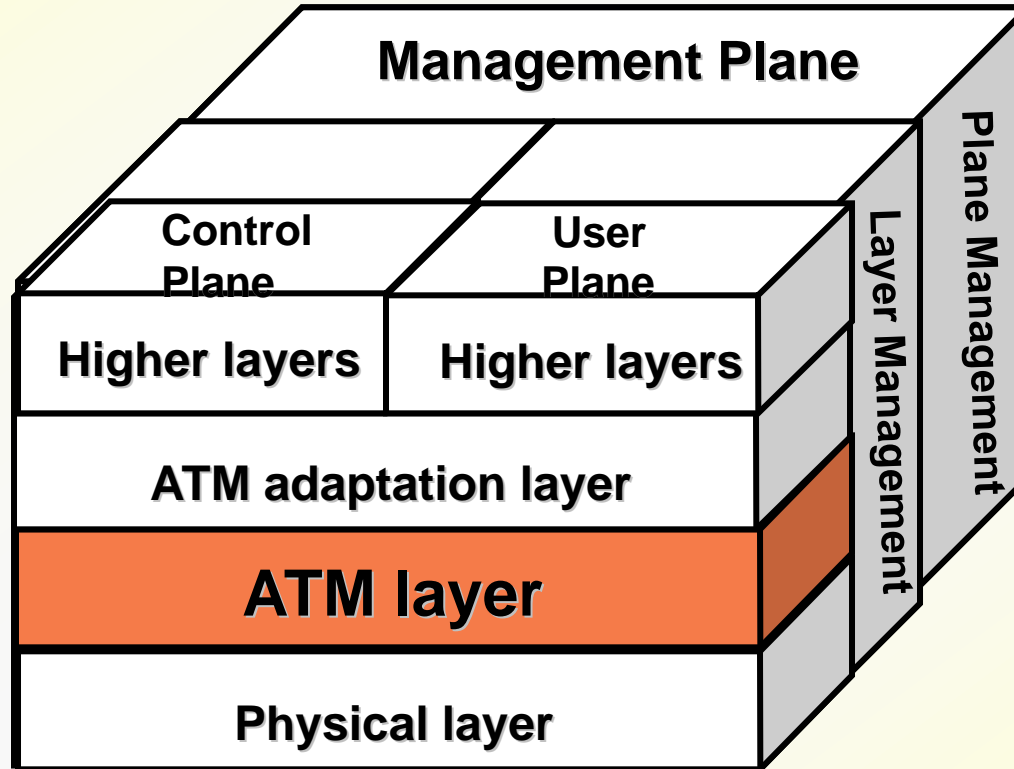 Management Plane
Plane Management
Control
Plane
User
Plane
Layer Management
Higher layers
Higher layers
ATM adaptation layer
ATM layer
Physical layer